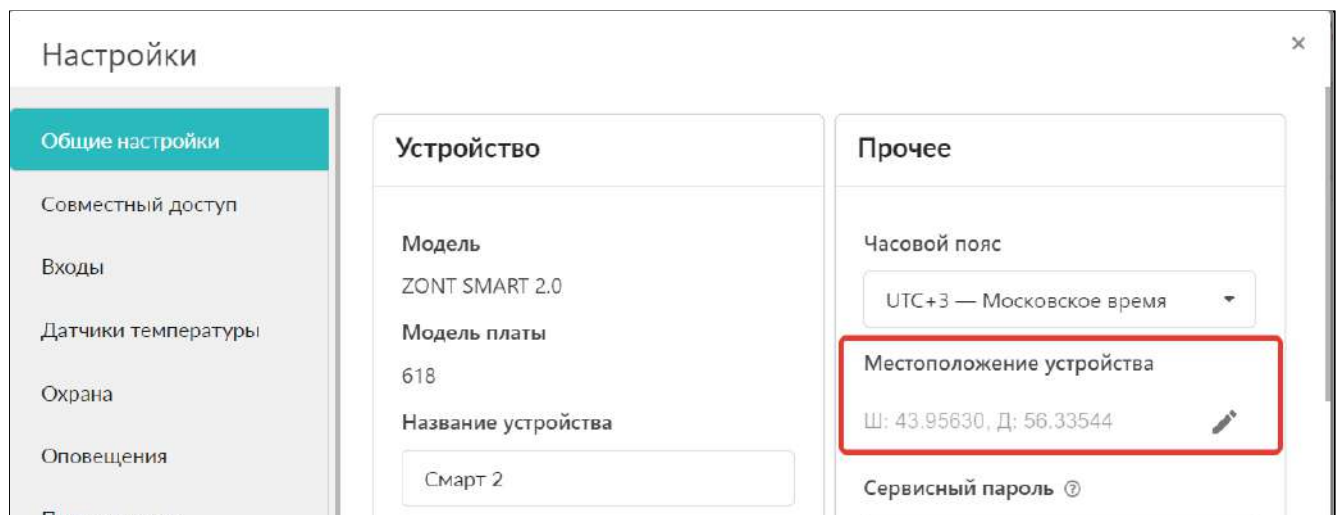 Настройки
×
Общие настройки
Совместный доступ
Входы
Датчики температуры
Охрана
Оповещения
Устройство
Модель
ZONT SMART 2.0
Модель платы
618
Название устройства
Смарт 2
Прочее
Часовой пояс
UTC+3 — Московское время
Местоположение устройства
Ш: 43.95630, Д: 56.33544
Сервисный пароль ?